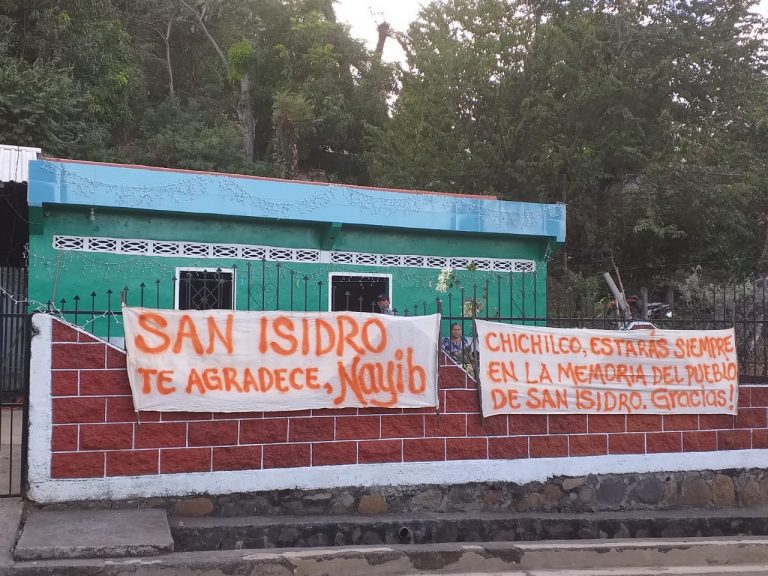 SAN ISIDRO
TE AGRADECE, Nayib
CHICHILCO, ESTARÁS SIEMPRE
EN LA MEMORIA DEL PUEBLO
DE SAN ISIDRO. Gracias!